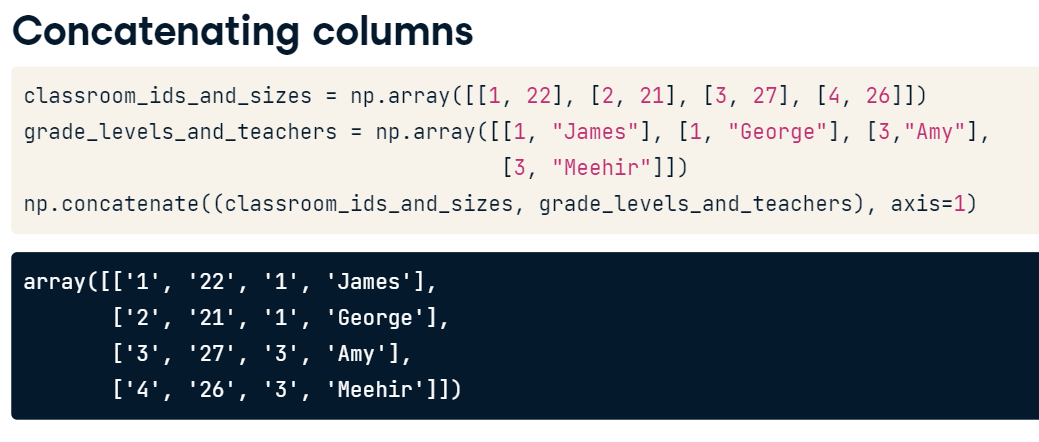 Concatenating columns
classroom_ids_and_sizes = np.array([[1, 22], [2, 21], [3, 27], [4, 26]])
grade_levels_and_teachers = np.array([[1, "James"], [1, "George"], [3,"Amy"],
[3, "Meehir"]])
np.concatenate((classroom_ids_and_sizes, grade_levels_and_teachers), axis=1)
array([['1', '22', '1', 'James'],
['2', '21', '1', 'George'],
['3', '27', '3', 'Amy'],
['4', '26', '3', 'Meehir']])